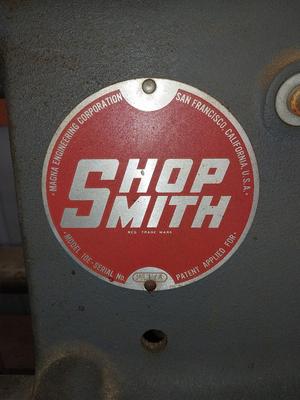 · MAGNA ENGINEERING CORPORATION ·
SAN FRANCISCO, CALIFORNIA, U.S.A. ·
SHOP
SMITH
REG. TRADE MARK
· MODEL 10E-SERIAL No.
PATENT APPLIED FOR ·